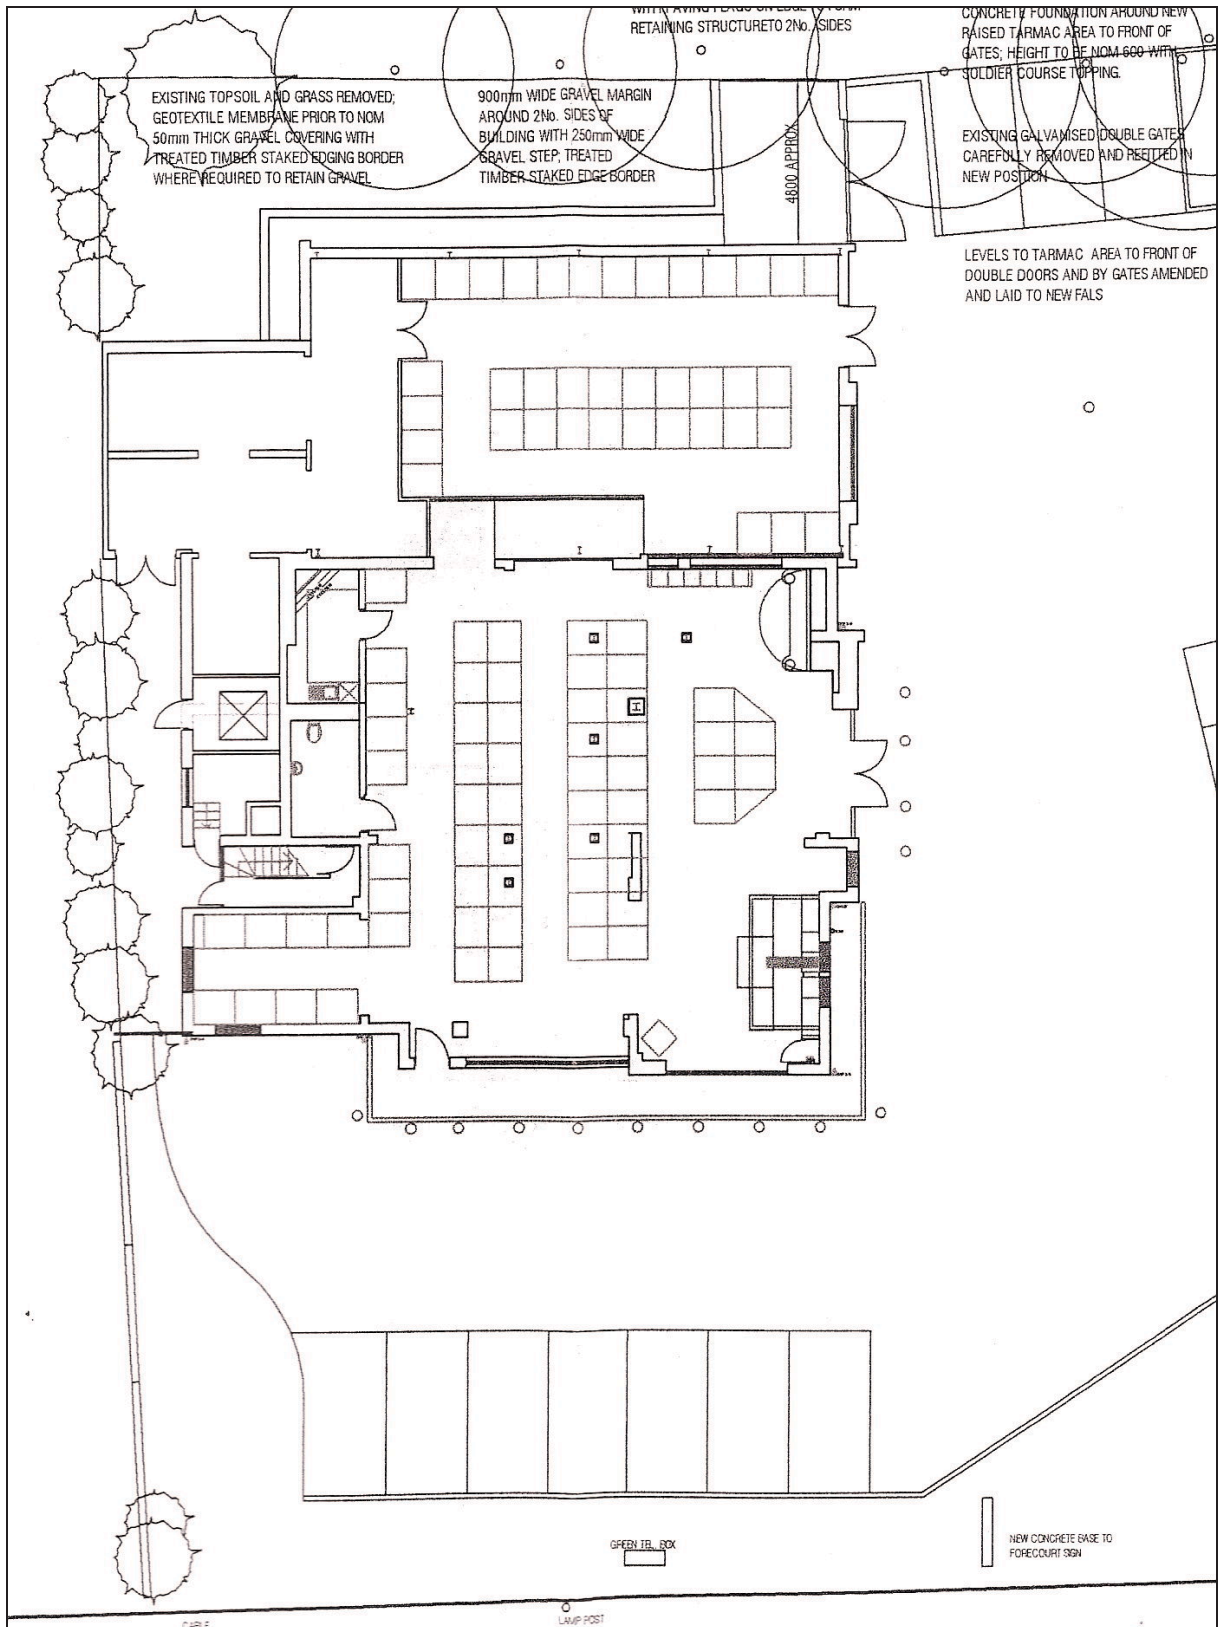 RETAINING STRUCTURETO 2No. SIDES
CONCRETE FOUNDATION AROUND NEW
RAISED TARMAC AREA TO FRONT OF
GATES; HEIGHT TO BE NOM 600 WITH
SOLDIER COURSE TOPPING.
EXISTING TOPSOIL AND GRASS REMOVED;
GEOTEXTILE MEMBRANE PRIOR TO NOM
50mm THICK GRAVEL COVERING WITH
TREATED TIMBER STAKED EDGING BORDER
WHERE REQUIRED TO RETAIN GRAVEL
900mm WIDE GRAVEL MARGIN
AROUND 2No. SIDES OF
BUILDING WITH 250mm WIDE
GRAVEL STEP; TREATED
TIMBER STAKED EDGE BORDER
4800 APPROX
EXISTING GALVANISED DOUBLE GATES
CAREFULLY REMOVED AND REFITTED IN
NEW POSITION
LEVELS TO TARMAC AREA TO FRONT OF
DOUBLE DOORS AND BY GATES AMENDED
AND LAID TO NEW FALS
GREEN TEL. BOX
NEW CONCRETE BASE TO
FORECOURT SIGN
LAMP POST